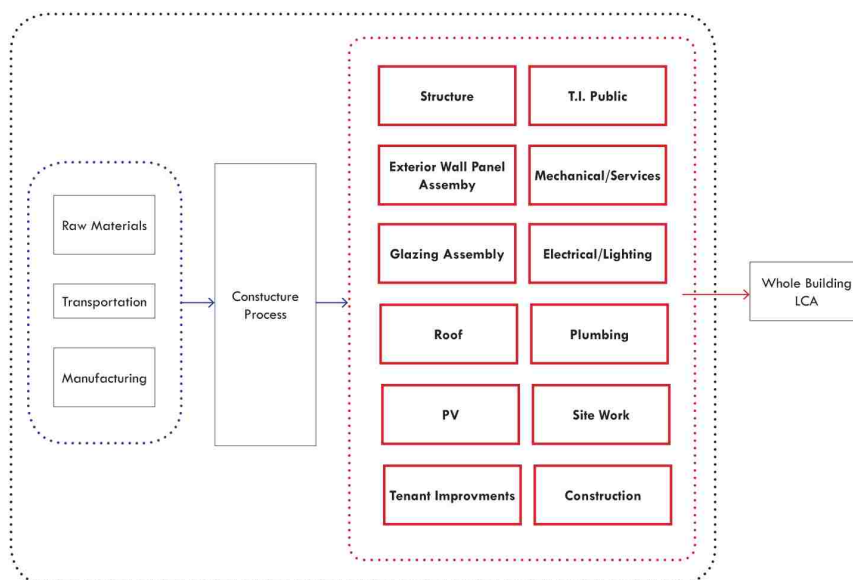 Raw Materials
Transportation
Manufacturing
Constucture
Process
Structure
T.I. Public
Exterior Wall Panel
Assemby
Mechanical/Services
Glazing Assembly
Electrical/Lighting
Roof
Plumbing
PV
Site Work
Tenant Improvments
Construction
Whole Building
LCA